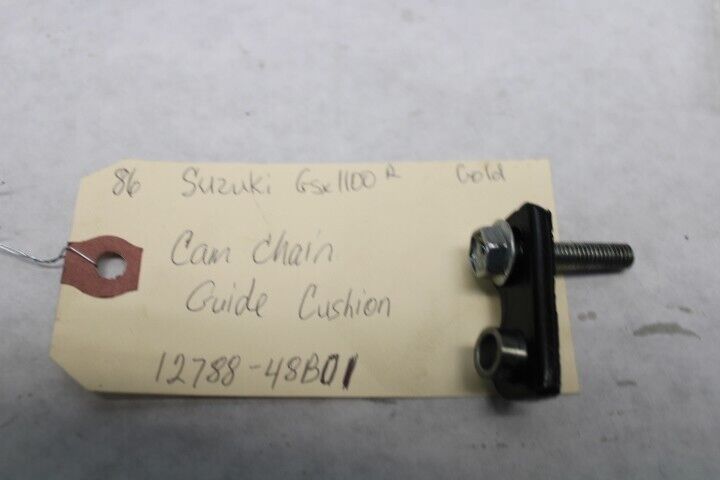 86 Suzuki Gsx1100 R Gold
Cam Chain
Guide Cushion
12788-48B01